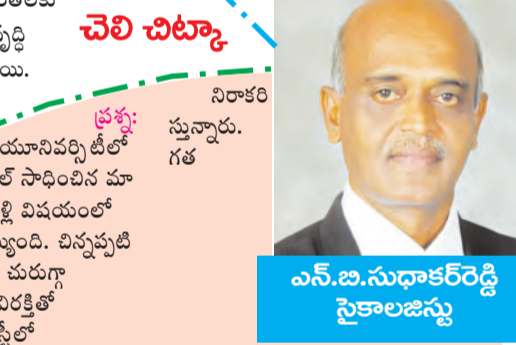 వృద్ధి
యి.
చెలి చిట్కా
ప్రశ్న:
యూనివర్సిటీలో
ల్ సాధించిన మా
ళ్లి విషయంలో
చిన్నప్పటి
చురుగ్గా
విరక్తితో
నిరాకరి
స్తున్నారు.
గత
ఎన్.బి.సుధాకర్‌రెడ్డి
సైకాలజిస్టు